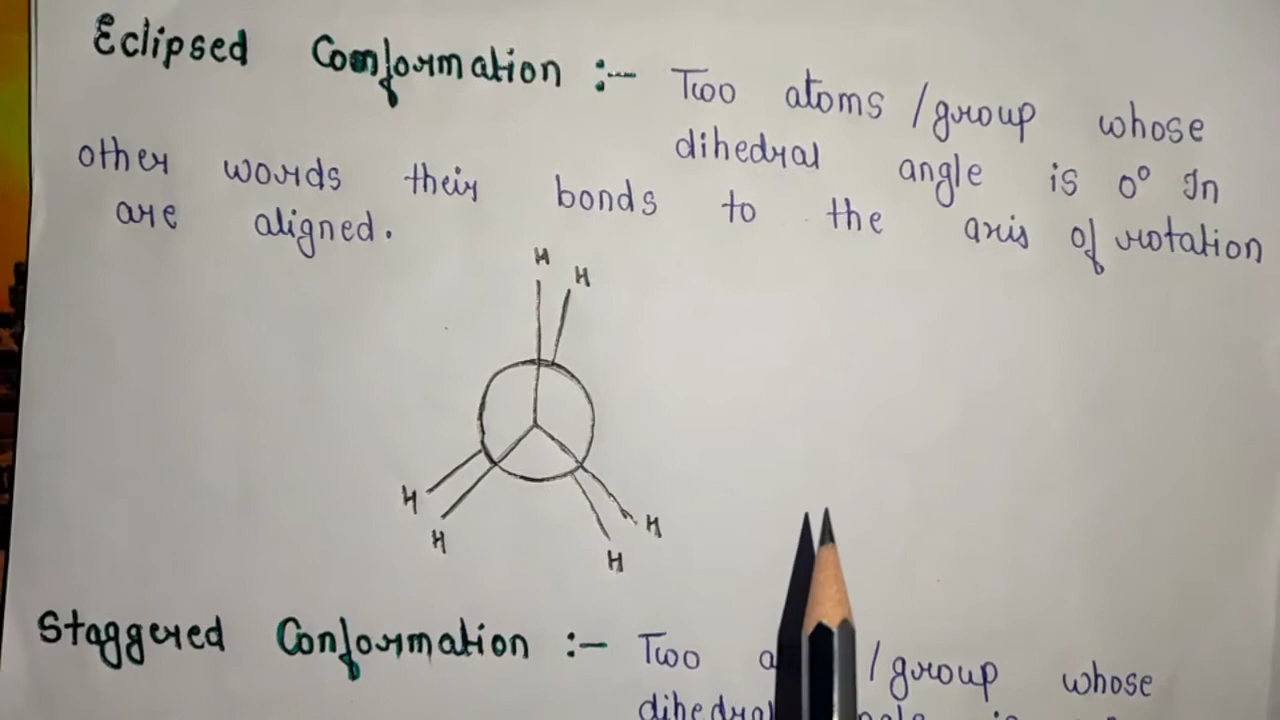 Eclipsed Conformation :- Two atoms /group whose
dihedral angle is 0° In
other words their bonds to the axis of rotation
are aligned.
H
H
H
H
H
H
Staggered Conformation :- Two /group whose
dihedral